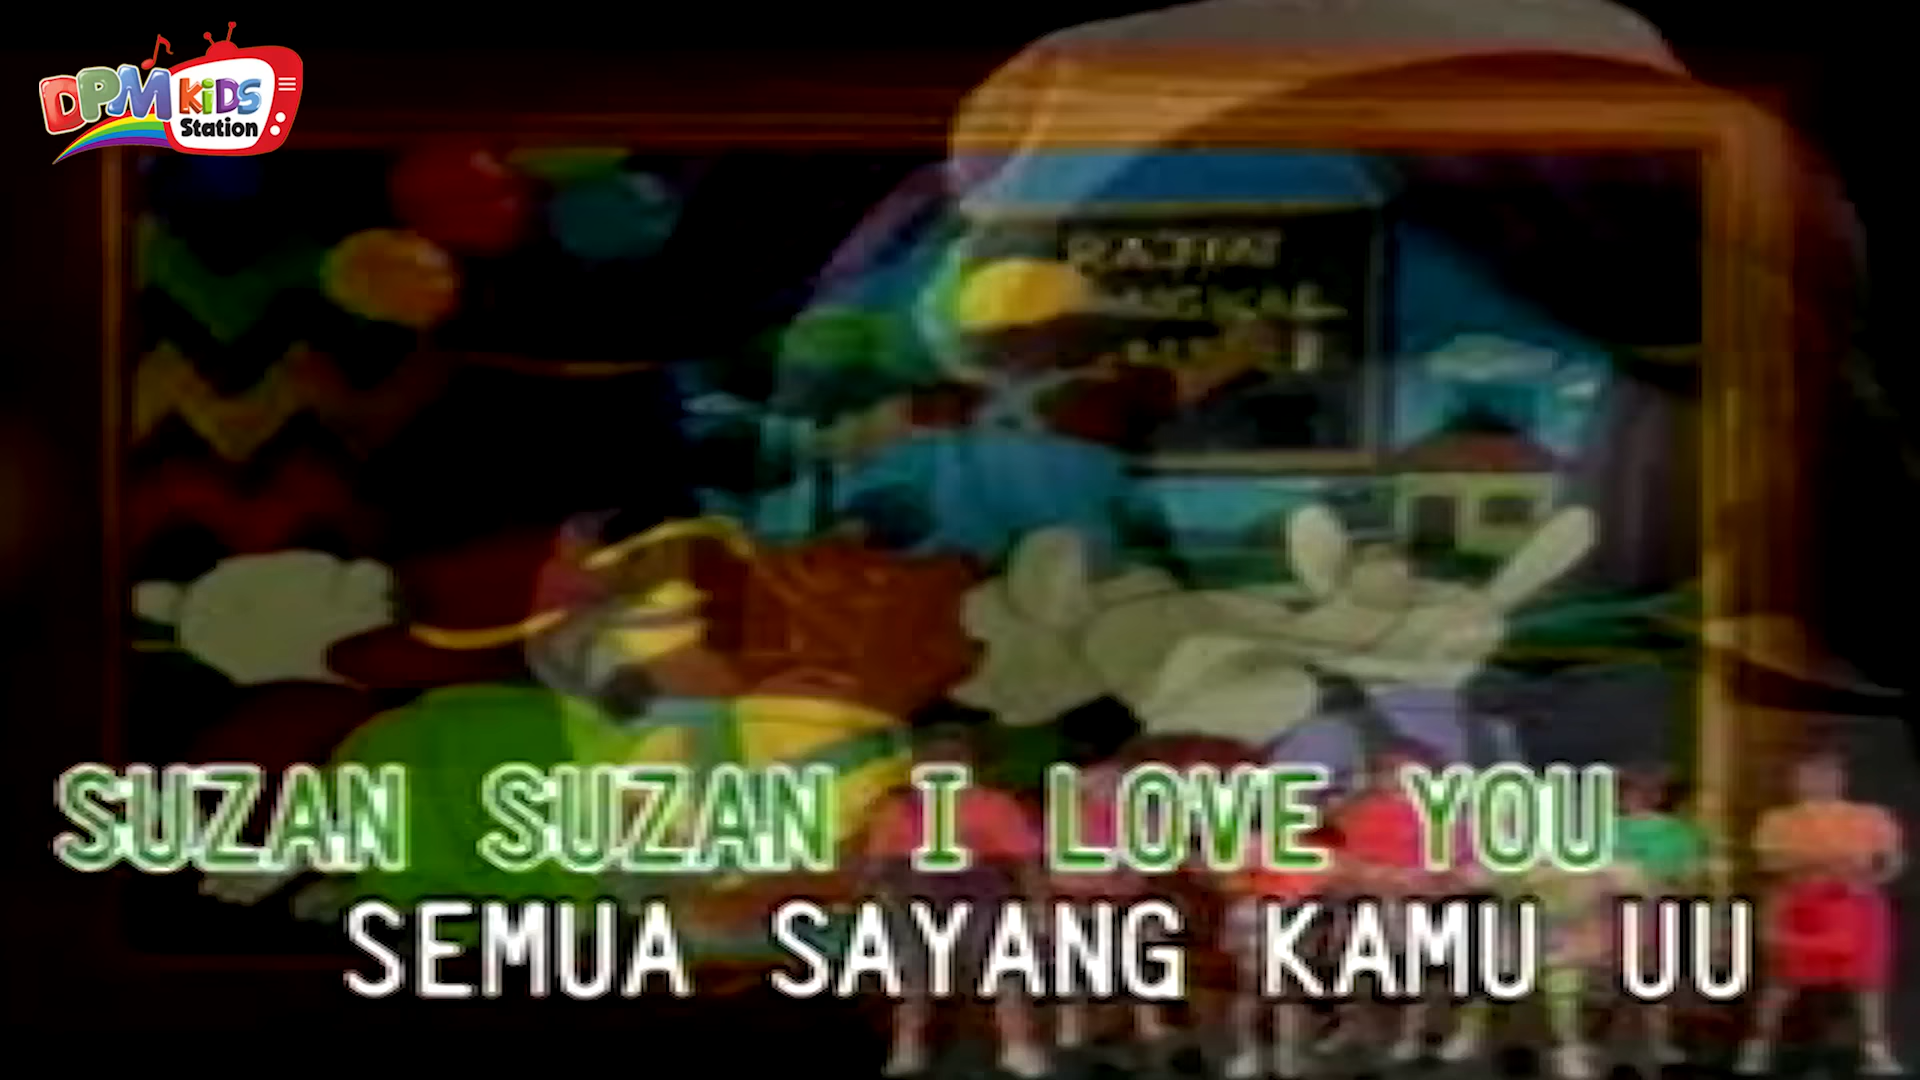 DPM KiDS
Station
SUZAN SUZAN I LOVE YOU
SEMUA SAYANG KAMU UU